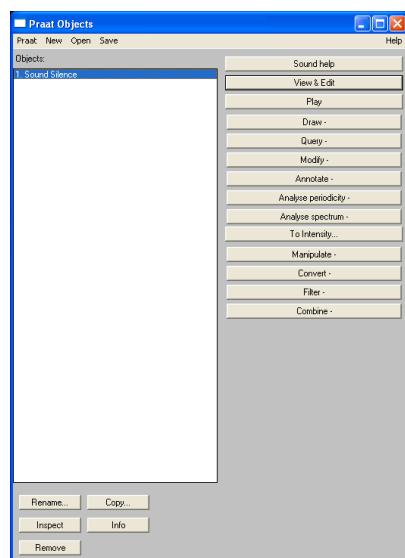 Praat Objects
Praat New Open Save Help
Objects:
1. Sound Silence
Sound help
View & Edit
Play
Draw -
Query -
Modify -
Annotate -
Analyse periodicity -
Analyse spectrum -
To Intensity...
Manipulate -
Convert -
Filter -
Combine -
Rename... Copy...
Inspect Info
Remove